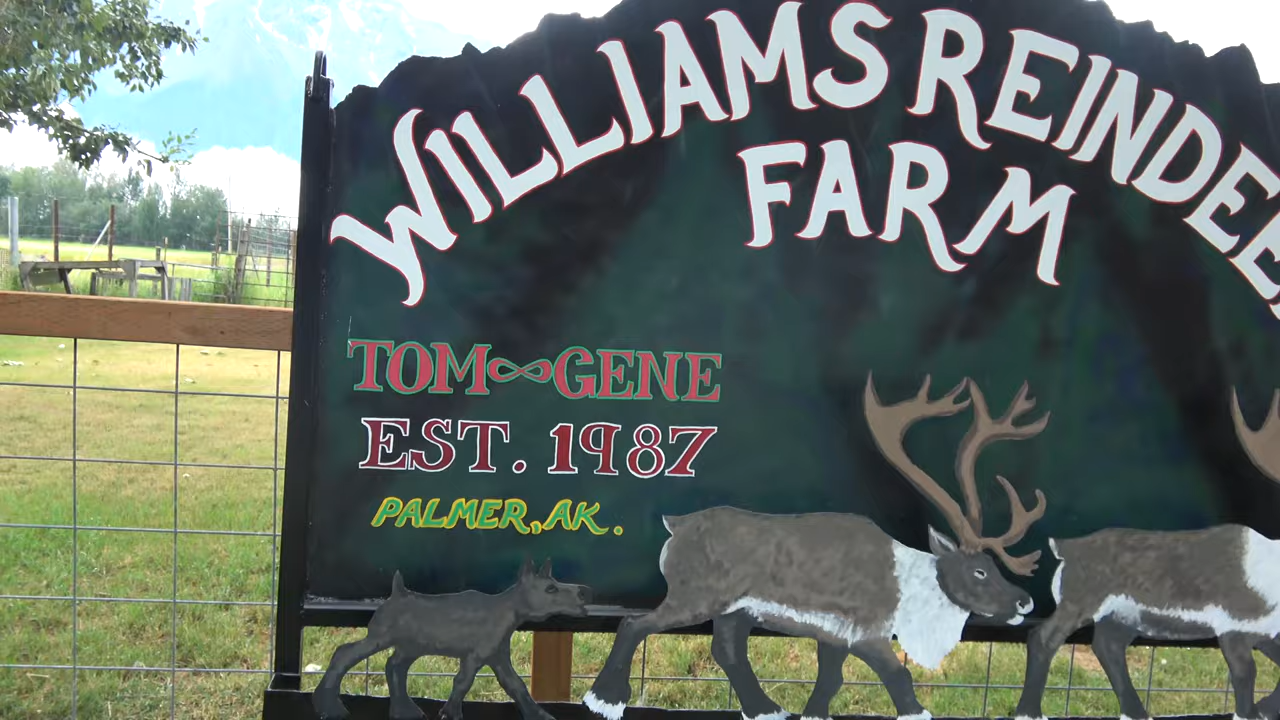 WILLIAMS REINDEE
FARM
TOM∞GENE
EST. 1987
PALMER, AK.